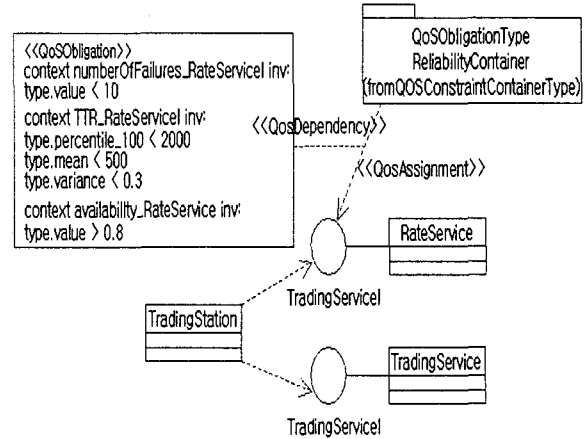 <<QoSObligation>>
context numberOfFailures_RateServiceI inv:
type.value < 10
context TTR_RateServiceI inv:
type.percentile_100 < 2000
type.mean < 500
type.variance < 0.3
context availability_RateService inv:
type.value > 0.8
QoSObligationType
ReliabilityContainer
(fromQOSConstraintContainerType)
<<QosDependency>>
<<QosAssignment>>
RateService
TradingServiceI
TradingStation
TradingService
TradingServiceI